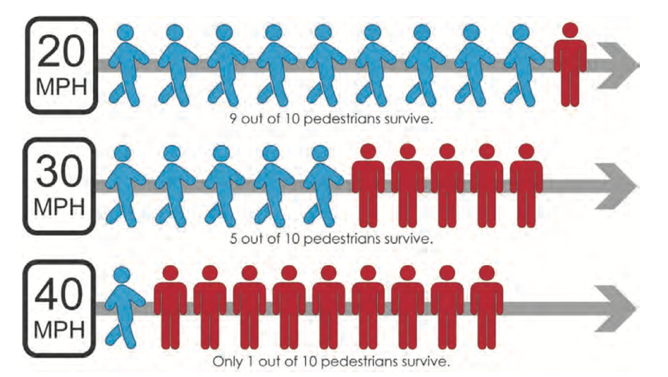 20
MPH
9 out of 10 pedestrians survive.
30
MPH
5 out of 10 pedestrians survive.
40
MPH
Only 1 out of 10 pedestrians survive.